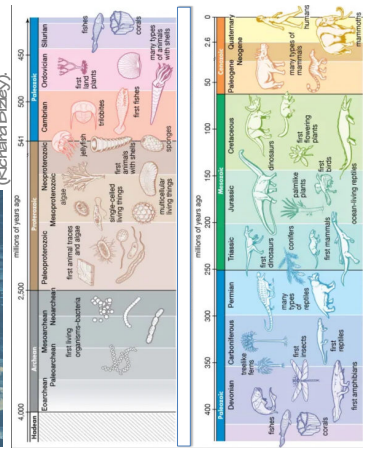 (Richard Bizley).
millions of years ago
4,000
2,500
541
500
450
Hadean
Archean
Proterozoic
Paleozoic
Eoarchean
Paleoarchean
Mesoarchean
Neoarchean
Paleoproterozoic
Mesoproterozoic
Neoproterozoic
Cambrian
Ordovician
Silurian
first living
organisms–bacteria
first animal traces
and algae
algae
single-celled
living things
multicellular
living things
jellyfish
first
animals
with shells
sponges
trilobites
first fishes
first
land
plants
many types
of animals
with shells
fishes
corals
millions of years ago
400
350
300
250
200
150
100
50
2.6
0
Paleozoic
Mesozoic
Cenozoic
Devonian
Carboniferous
Permian
Triassic
Jurassic
Cretaceous
Paleogene
Neogene
Quaternary
fishes
corals
first amphibians
treelike
ferns
first
insects
first
reptiles
many
types of
reptiles
first
dinosaurs
conifers
first mammals
palmlike
plants
dinosaurs
first
birds
first
flowering
plants
ocean-living reptiles
many types of
mammals
humans
mammoths